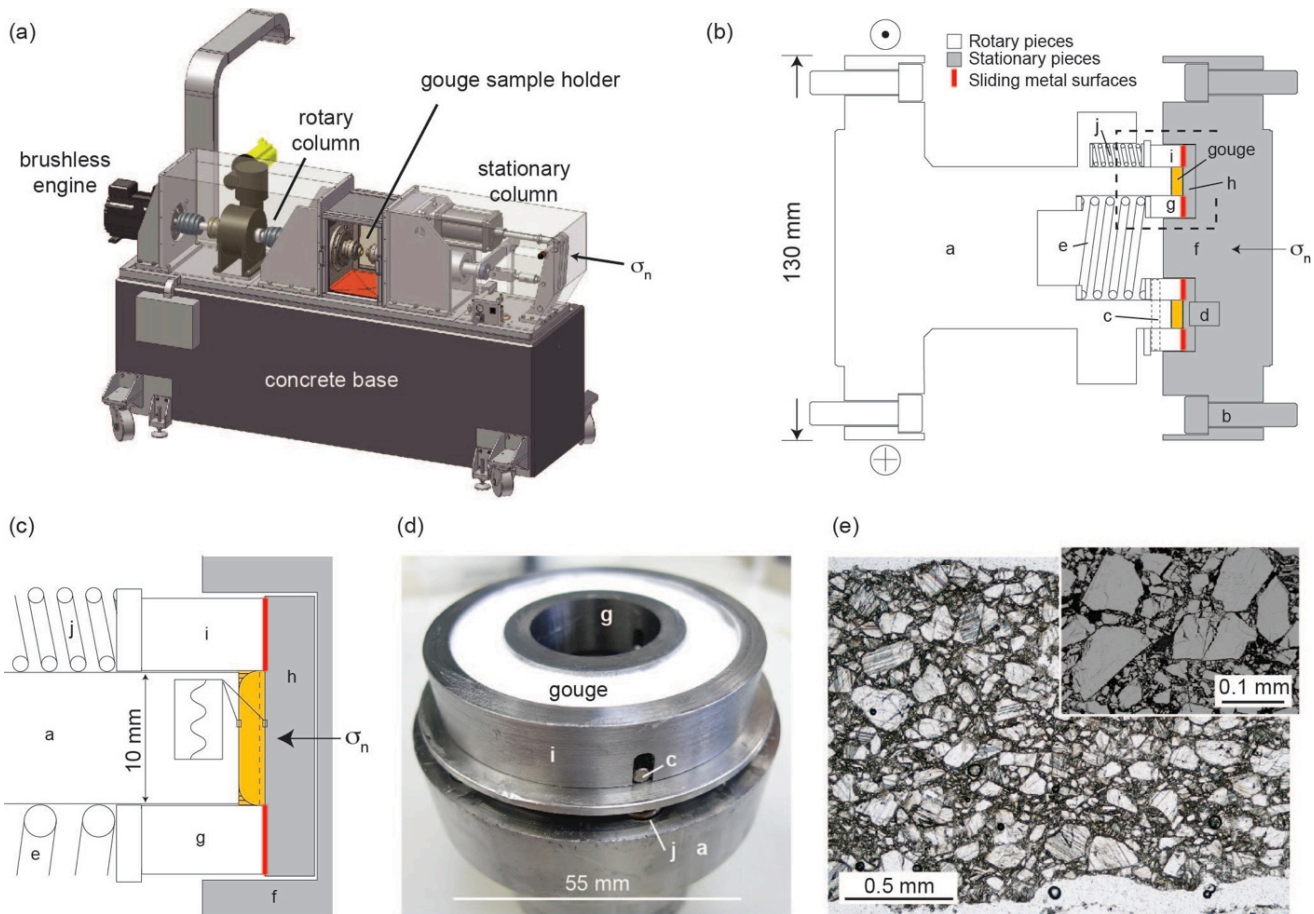 (a)
gouge sample holder
rotary
column
brushless
engine
stationary
column
σn
concrete base
(b)
Rotary pieces
Stationary pieces
Sliding metal surfaces
130 mm
j
i
gouge
h
g
e
a
f
σn
c
d
b
(c)
j
i
h
a
10 mm
σn
g
e
f
(d)
g
gouge
i
c
j
a
55 mm
(e)
0.1 mm
0.5 mm